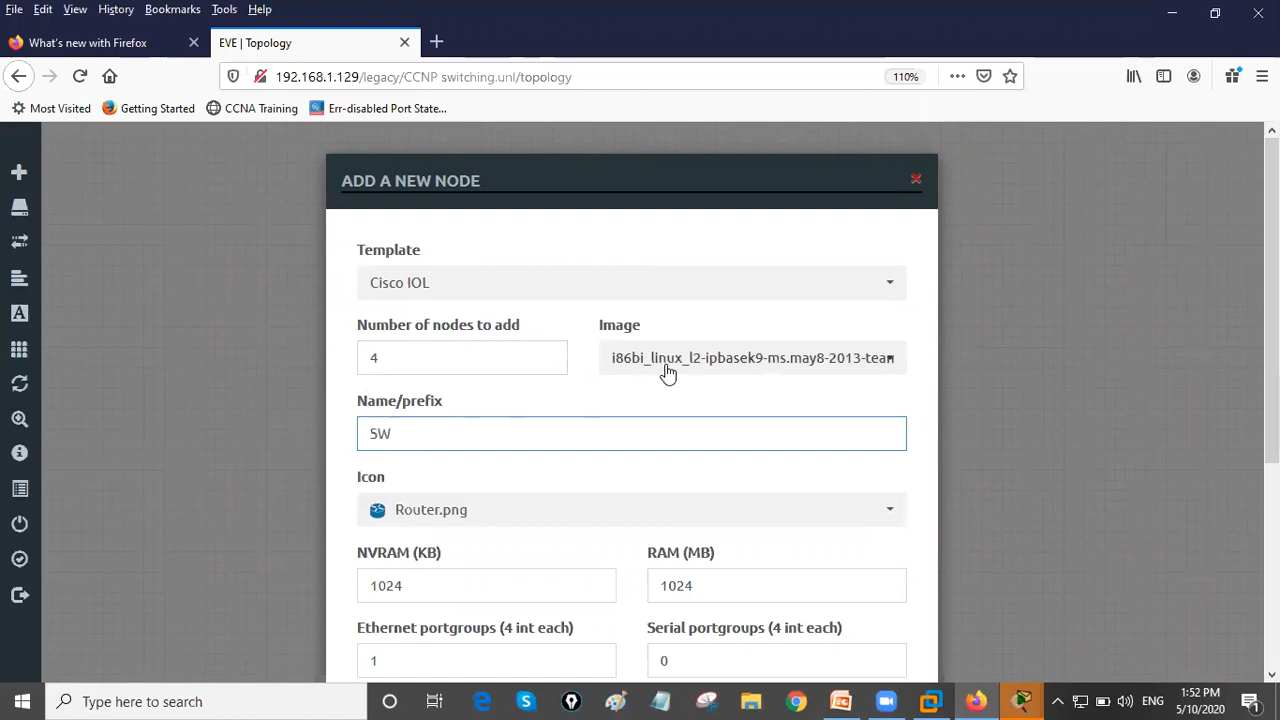 File Edit View History Bookmarks Tools Help
What's new with Firefox
EVE | Topology
192.168.1.129/legacy/CCNP switching.unl/topology
110%
Most Visited
Getting Started
CCNA Training
Err-disabled Port State...
ADD A NEW NODE
Template
Cisco IOL
Number of nodes to add
Image
4
i86bi_linux_l2-ipbasek9-ms.may8-2013-team
Name/prefix
SW
Icon
Router.png
NVRAM (KB)
RAM (MB)
1024
1024
Ethernet portgroups (4 int each)
Serial portgroups (4 int each)
1
0
Type here to search
ENG
1:52 PM
5/10/2020
1